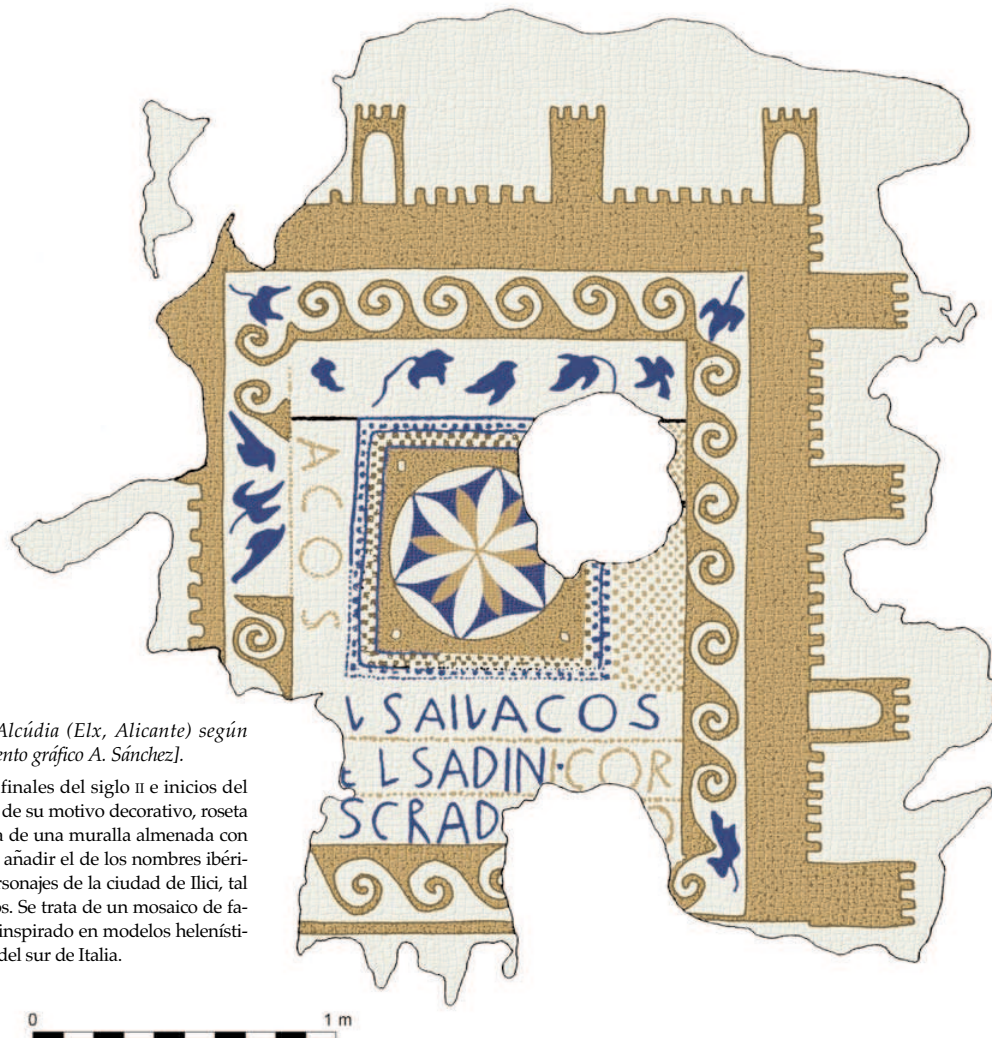 ACOS
SAIVACOS
L SADIN·COR
SCRAD
Alcúdia (Elx, Alicante) según
ento gráfico A. Sánchez].
finales del siglo II e inicios del
de su motivo decorativo, roseta
de una muralla almenada con
añadir el de los nombres ibéri-
rsonajes de la ciudad de Ilici, tal
os. Se trata de un mosaico de fa-
inspirado en modelos helenísti-
del sur de Italia.
0 1 m